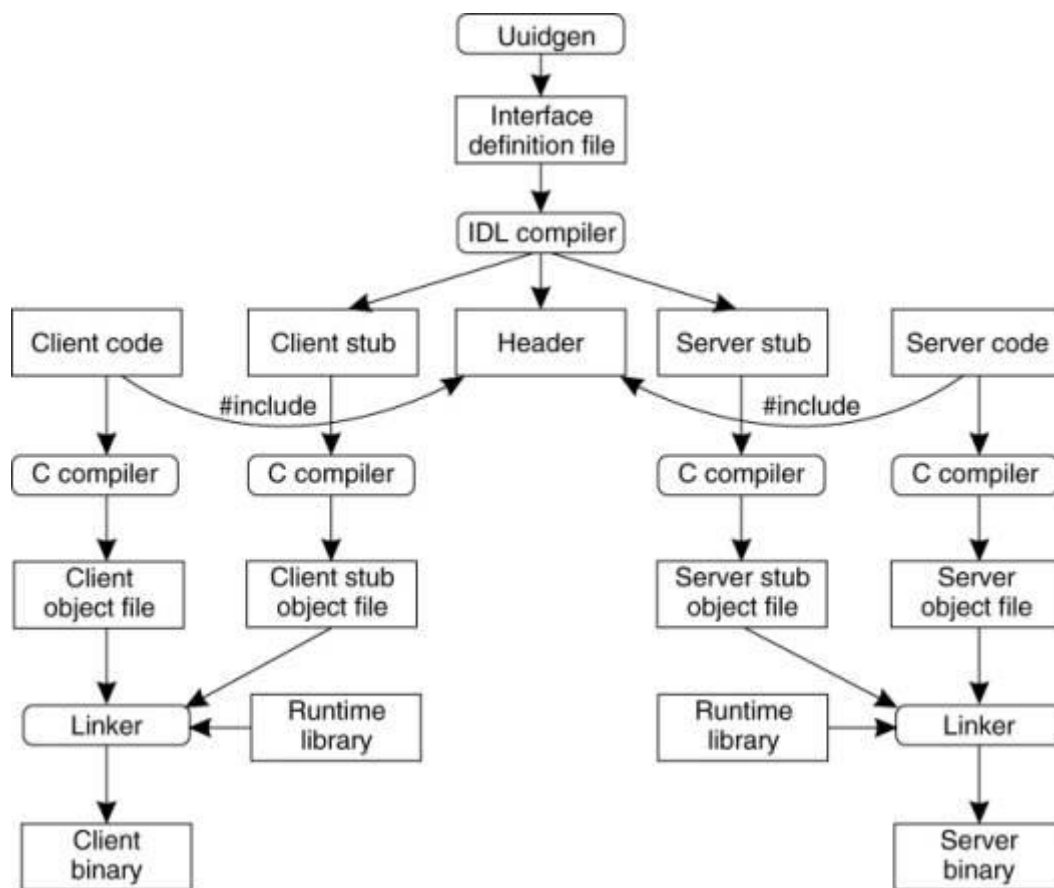 Uuidgen
Interface
definition file
IDL compiler
Client code
Client stub
Header
Server stub
Server code
#include
#include
C compiler
C compiler
C compiler
C compiler
Client
object file
Client stub
object file
Server stub
object file
Server
object file
Linker
Runtime
library
Runtime
library
Linker
Client
binary
Server
binary